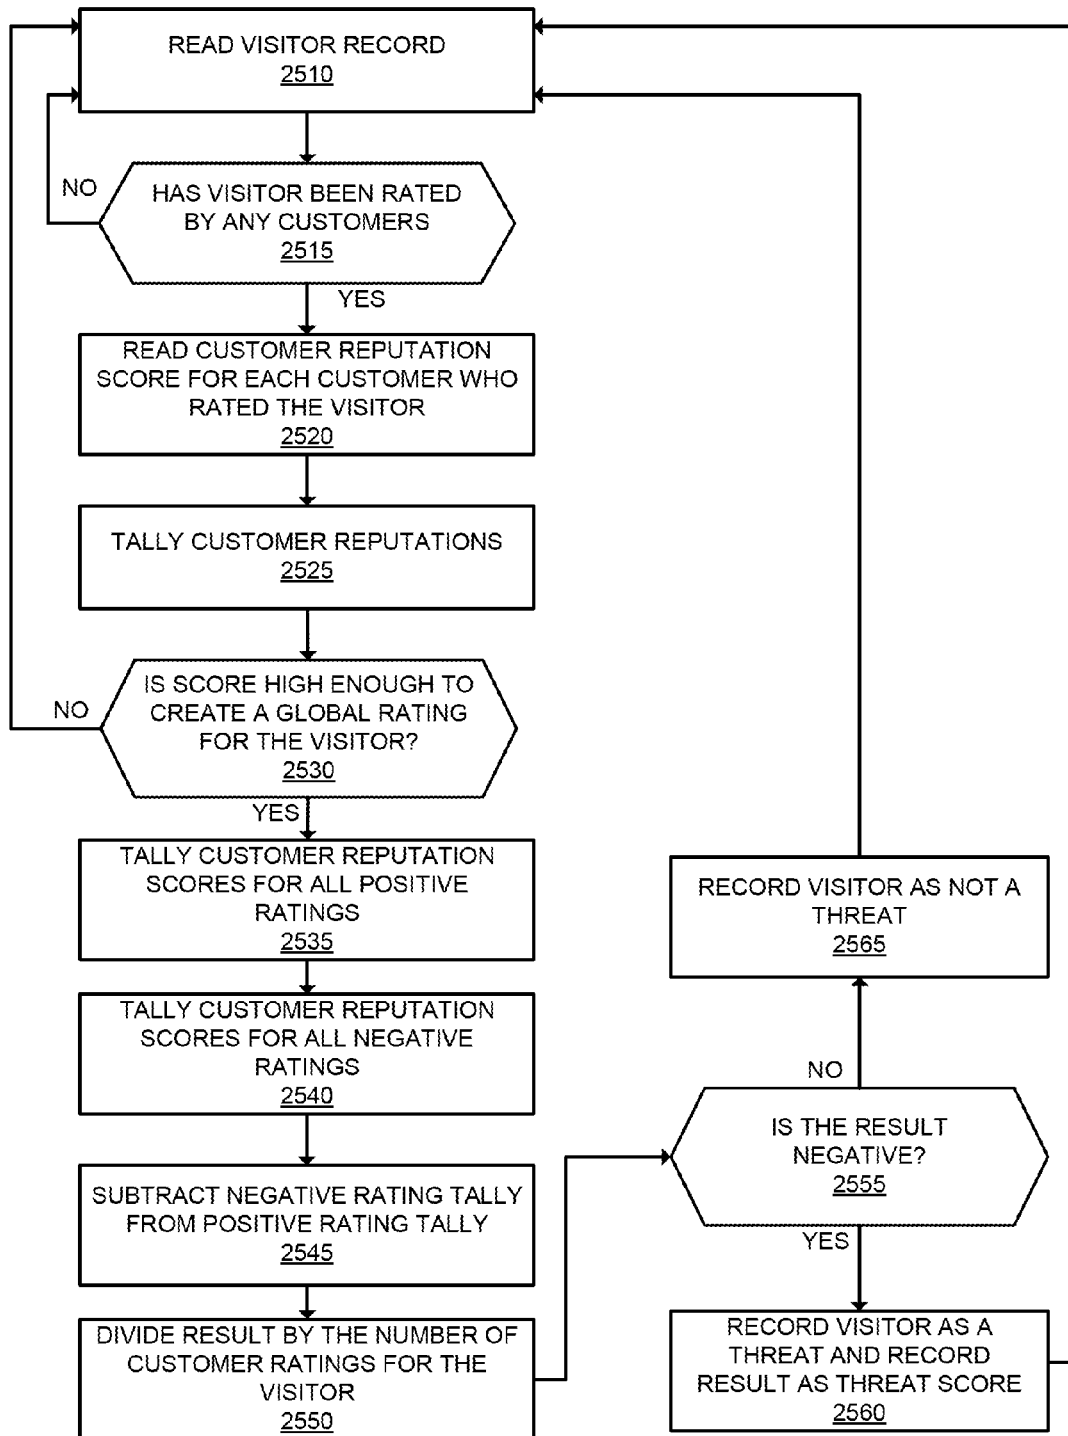 READ VISITOR RECORD
2510
NO
HAS VISITOR BEEN RATED
BY ANY CUSTOMERS
2515
YES
READ CUSTOMER REPUTATION
SCORE FOR EACH CUSTOMER WHO
RATED THE VISITOR
2520
TALLY CUSTOMER REPUTATIONS
2525
NO
IS SCORE HIGH ENOUGH TO
CREATE A GLOBAL RATING
FOR THE VISITOR?
2530
YES
TALLY CUSTOMER REPUTATION
SCORES FOR ALL POSITIVE
RATINGS
2535
TALLY CUSTOMER REPUTATION
SCORES FOR ALL NEGATIVE
RATINGS
2540
SUBTRACT NEGATIVE RATING TALLY
FROM POSITIVE RATING TALLY
2545
DIVIDE RESULT BY THE NUMBER OF
CUSTOMER RATINGS FOR THE
VISITOR
2550
IS THE RESULT
NEGATIVE?
2555
NO
RECORD VISITOR AS NOT A
THREAT
2565
YES
RECORD VISITOR AS A
THREAT AND RECORD
RESULT AS THREAT SCORE
2560